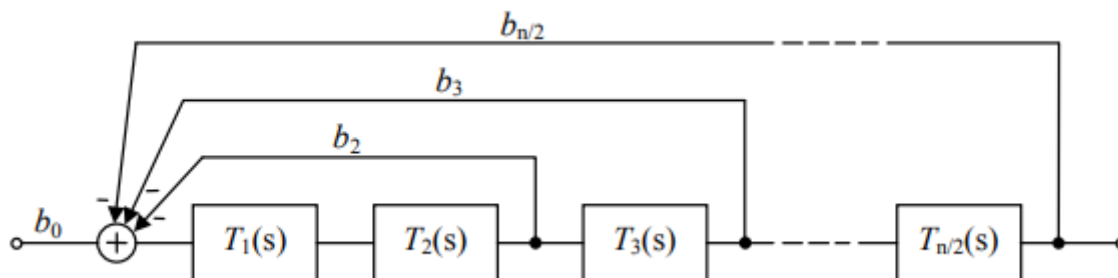 b_{n/2}
b_3
b_2
b_0
+
T_1(s)
T_2(s)
T_3(s)
T_{n/2}(s)